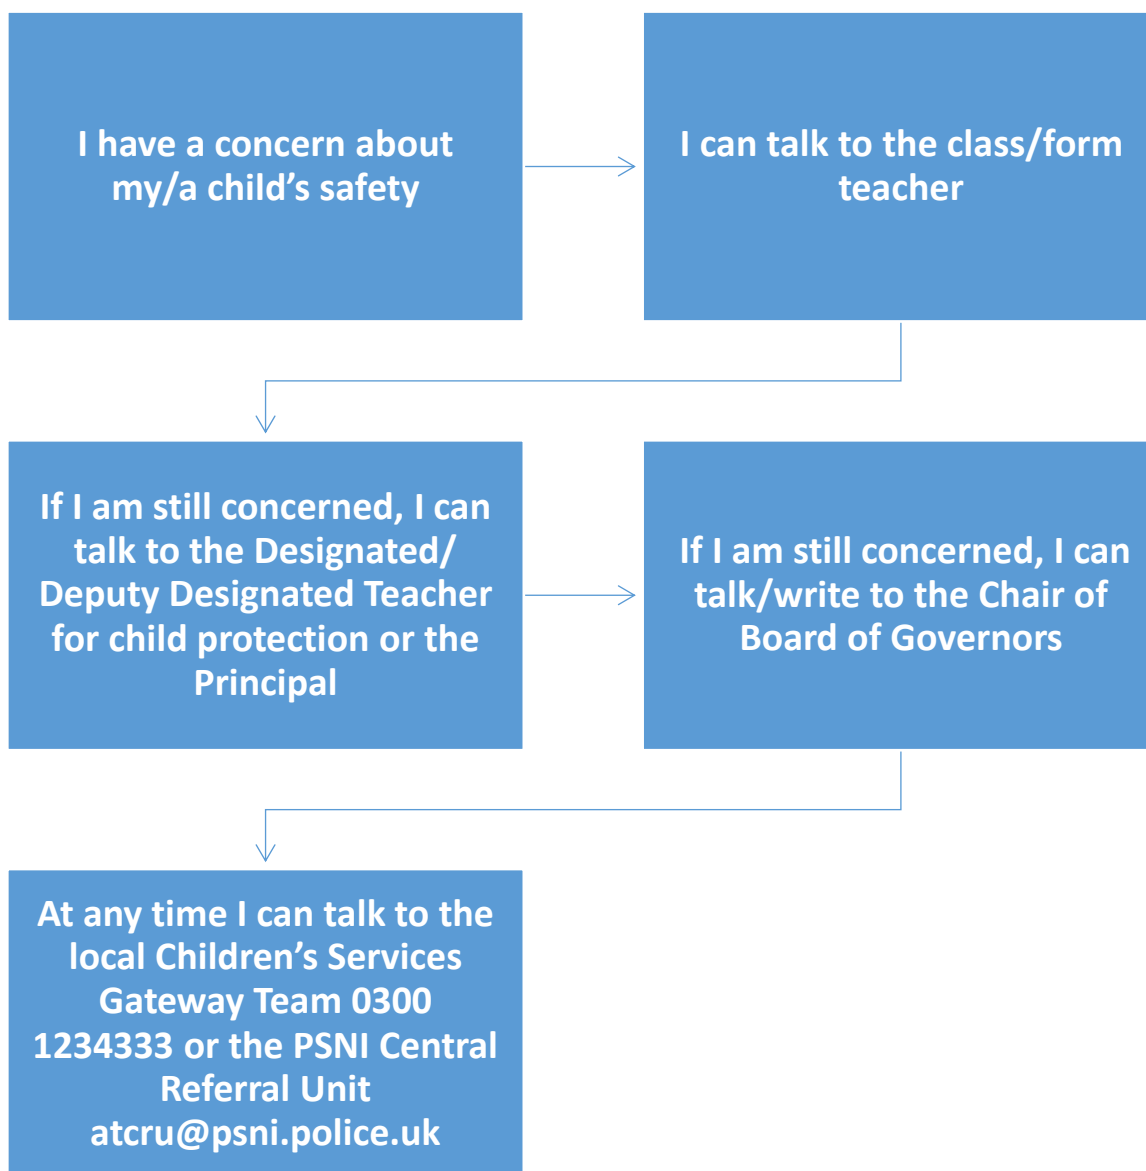 I have a concern about
my/a child’s safety
I can talk to the class/form
teacher
If I am still concerned, I can
talk to the Designated/
Deputy Designated Teacher
for child protection or the
Principal
If I am still concerned, I can
talk/write to the Chair of
Board of Governors
At any time I can talk to the
local Children’s Services
Gateway Team 0300
1234333 or the PSNI Central
Referral Unit
atcru@psni.police.uk